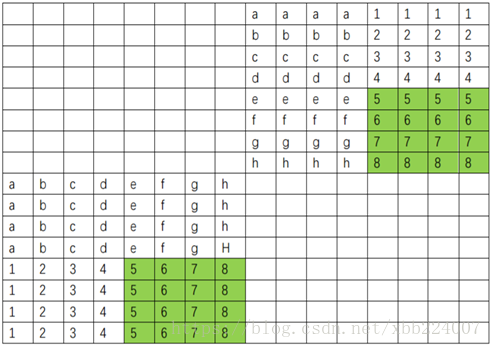 a a a a 1 1 1 1
b b b b 2 2 2 2
c c c c 3 3 3 3
d d d d 4 4 4 4
e e e e 5 5 5 5
f f f f 6 6 6 6
g g g g 7 7 7 7
h h h h 8 8 8 8
a b c d e f g h
a b c d e f g h
a b c d e f g h
a b c d e f g H
1 2 3 4 5 6 7 8
1 2 3 4 5 6 7 8
1 2 3 4 5 6 7 8
1 2 3 4 5 6 7 8
https://blog.csdn.net/xbb224007